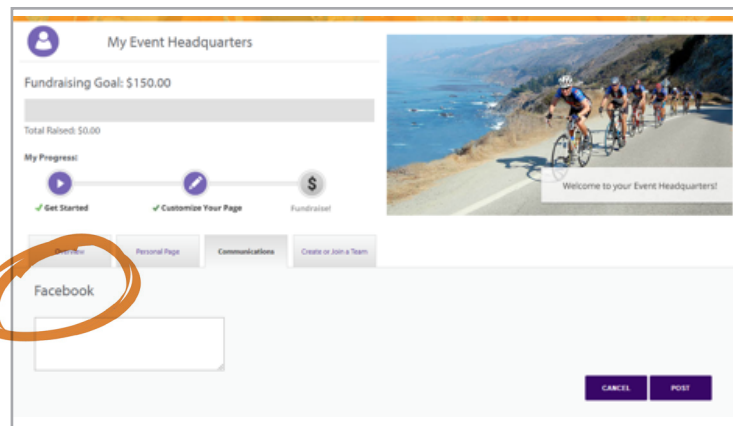 My Event Headquarters
Fundraising Goal: $150.00
Total Raised: $0.00
My Progress:
$
Get Started
Customize Your Page
Fundraise!
Welcome to your Event Headquarters!
Overview
Personal Page
Communications
Create or Join a Team
Facebook
CANCEL
POST